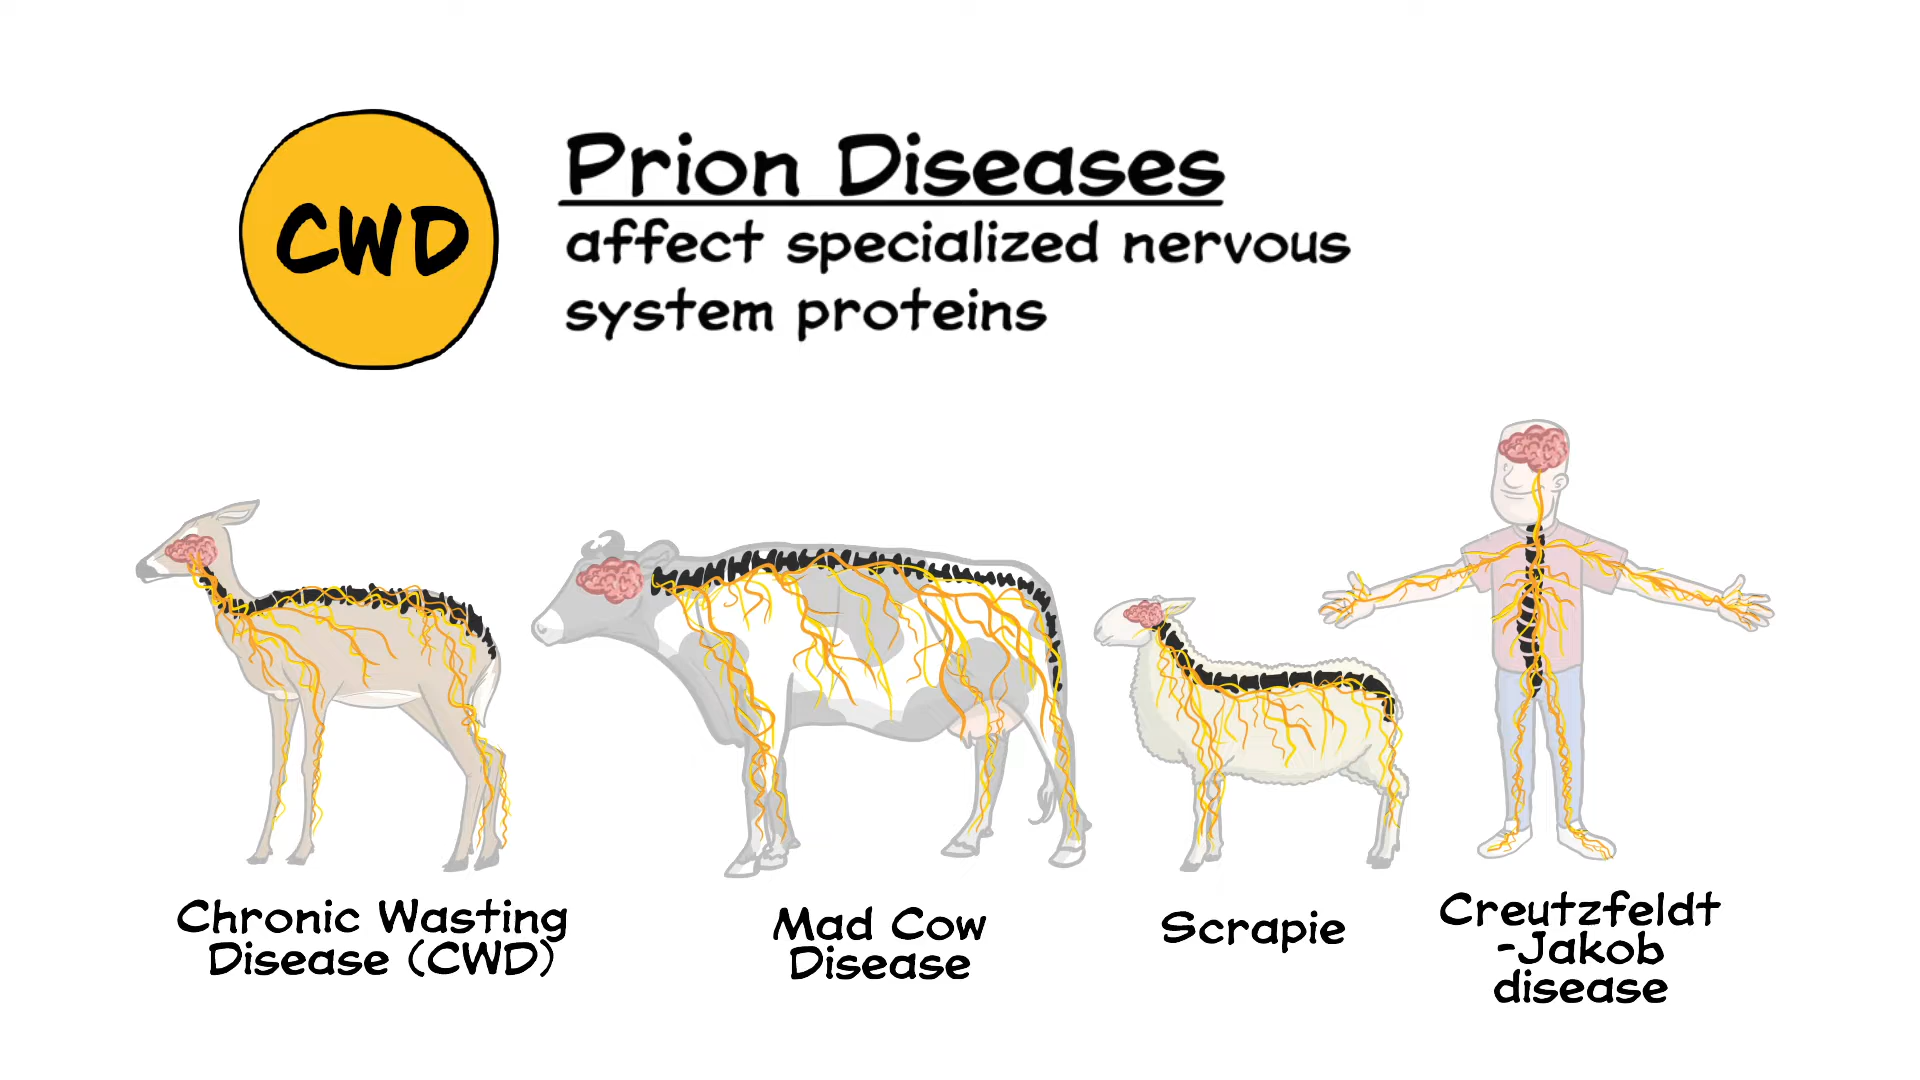 CWD
Prion Diseases
affect specialized nervous
system proteins
Chronic Wasting
Disease (CWD)
Mad Cow
Disease
Scrapie
Creutzfeldt
-Jakob
disease